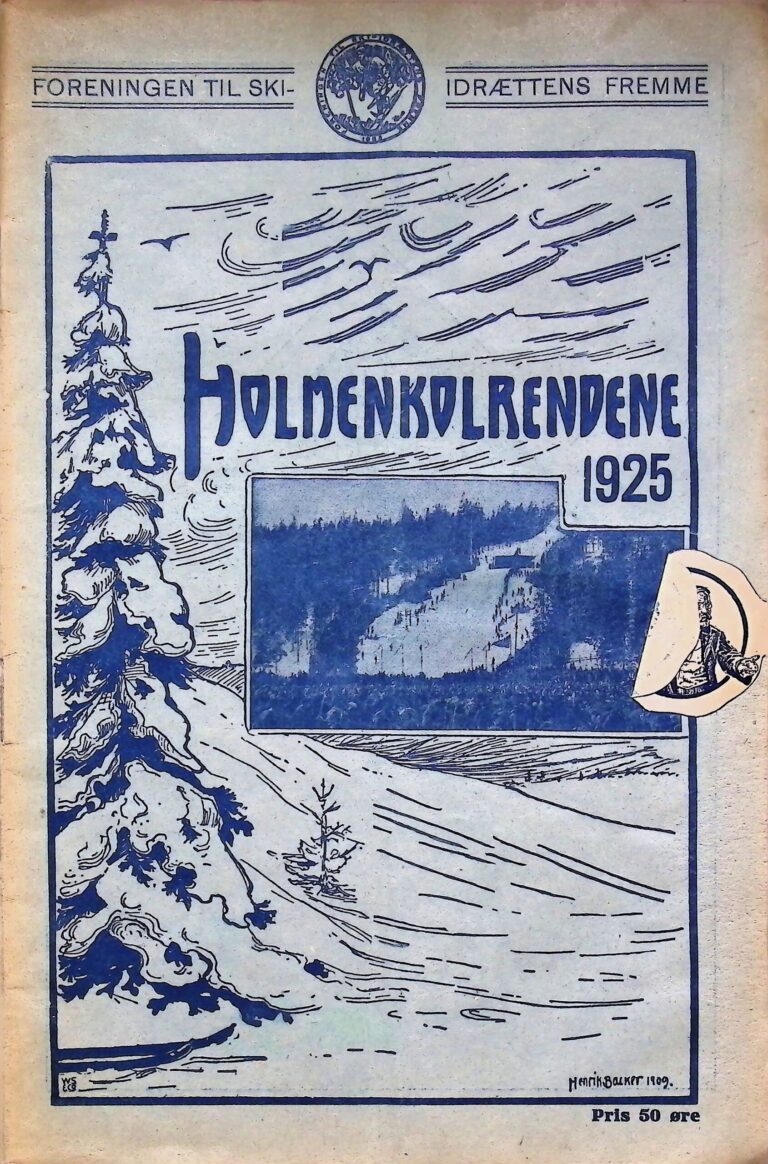 FORENINGEN TIL SKI-IDRÆTTENS FREMME
HOLMENKOLRENDENE
1925
Henrik Backer 1909.
Pris 50 øre